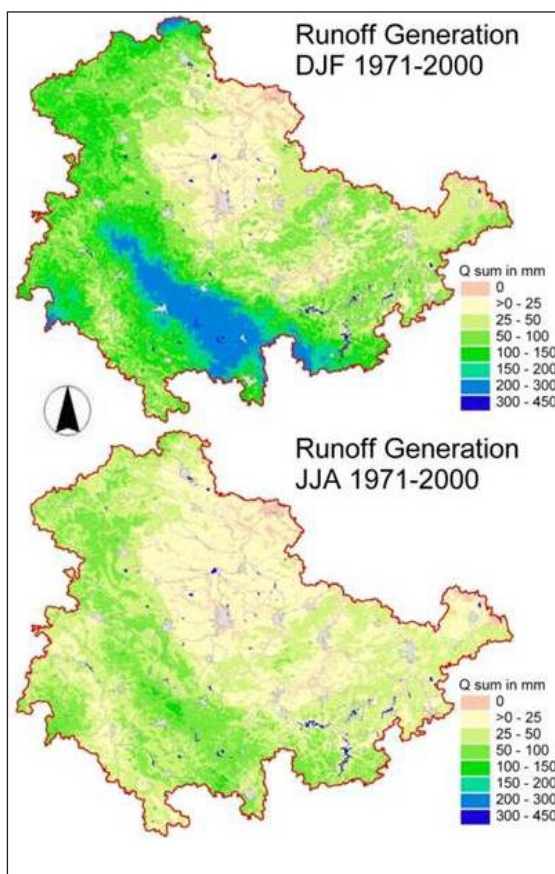 Runoff Generation
DJF 1971-2000
Q sum in mm
0
>0 - 25
25 - 50
50 - 100
100 - 150
150 - 200
200 - 300
300 - 450
Runoff Generation
JJA 1971-2000
Q sum in mm
0
>0 - 25
25 - 50
50 - 100
100 - 150
150 - 200
200 - 300
300 - 450